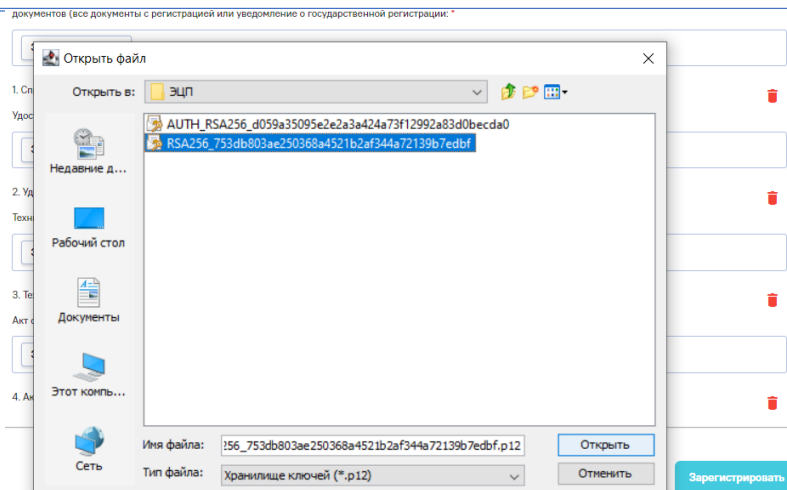 документов (все документы с регистрацией или уведомление о государственной регистрации: *
Открыть файл
Открыть в:
ЭЦП
AUTH_RSA256_d059a35095e2e2a3a424a73f12992a83d0becda0
RSA256_753db803ae250368a4521b2af344a72139b7edbf
Недавние д...
Рабочий стол
Документы
Этот компь...
Сеть
1. Сп
Удос
2. Уд
Техн
3. Те
Акт
4. Ак
Имя файла:
256_753db803ae250368a4521b2af344a72139b7edbf.p12
Открыть
Тип файла:
Хранилище ключей (*.p12)
Отменить
Зарегистрировать